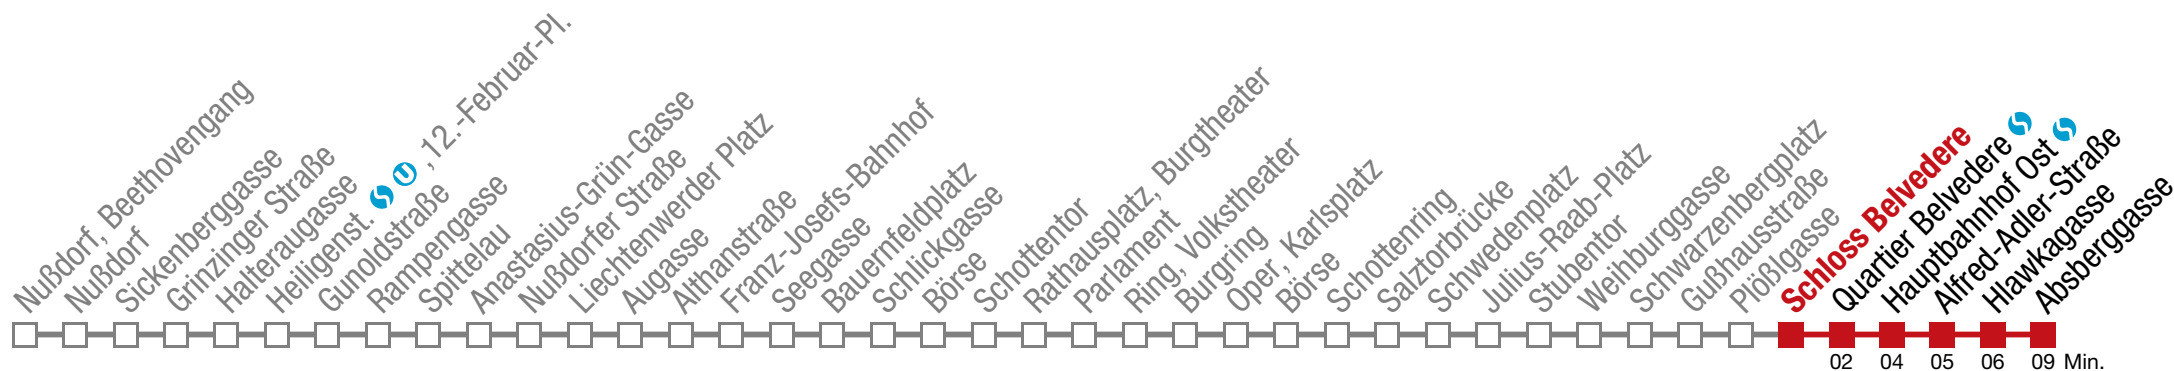 Nußdorf, Beethovengang
Nußdorf
Sickenberggasse
Grinzinger Straße
Halteraugasse
Heiligenst. S U ,12.-Februar-Pl.
Gunoldstraße
Rampengasse
Spittelau
Anastasius-Grün-Gasse
Nußdorfer Straße
Liechtenwerder Platz
Augasse
Althanstraße
Franz-Josefs-Bahnhof
Seegasse
Bauernfeldplatz
Schlickgasse
Börse
Schottentor
Rathausplatz, Burgtheater
Parlament
Ring, Volkstheater
Burgring
Oper, Karlsplatz
Börse
Schottenring
Salztorbrücke
Schwedenplatz
Julius-Raab-Platz
Stubentor
Weihburggasse
Schwarzenbergplatz
Gußhausstraße
Plößlgasse
Schloss Belvedere
Quartier Belvedere S
Hauptbahnhof Ost S
Alfred-Adler-Straße
Hlawkagasse
Absberggasse
02 04 05 06 09 Min.